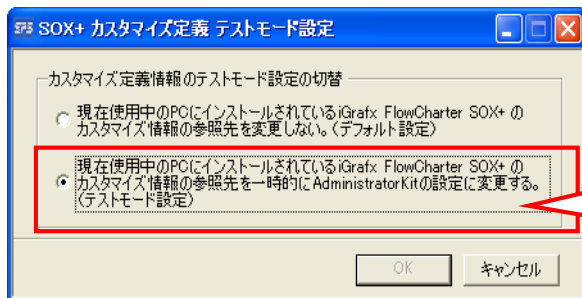 SOX+ カスタマイズ定義 テストモード設定
カスタマイズ定義情報のテストモード設定の切替
現在使用中のPCにインストールされているiGrafx FlowCharter SOX+ の
カスタマイズ情報の参照先を変更しない。（デフォルト設定）
現在使用中のPCにインストールされているiGrafx FlowCharter SOX+ の
カスタマイズ情報の参照先を一時的にAdministratorKitの設定に変更する。
（テストモード設定）
OK
キャンセル